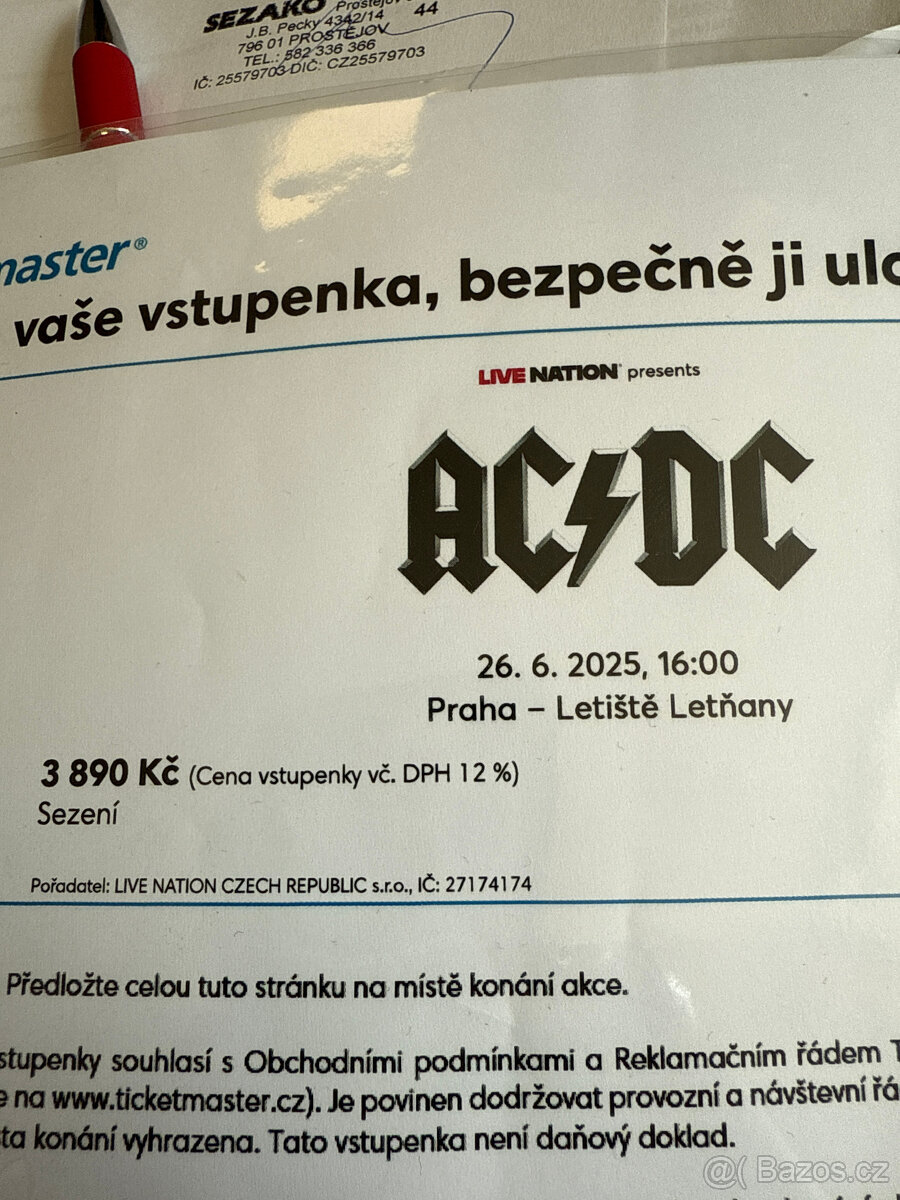 SEZAKO Prostějov
J.B. Pecky 4342/14 44
796 01 PROSTĚJOV
TEL.: 582 336 366
IČ: 25579703 DIČ: CZ25579703
master®
vaše vstupenka, bezpečně ji ulo
LIVE NATION® presents
AC⚡DC
26. 6. 2025, 16:00
Praha – Letiště Letňany
3 890 Kč (Cena vstupenky vč. DPH 12 %)
Sezení
Pořadatel: LIVE NATION CZECH REPUBLIC s.r.o., IČ: 27174174
Předložte celou tuto stránku na místě konání akce.
stupenky souhlasí s Obchodními podmínkami a Reklamačním řádem T
e na www.ticketmaster.cz). Je povinen dodržovat provozní a návštevní řá
ta konání vyhrazena. Tato vstupenka není daňový doklad.
@( Bazos.cz